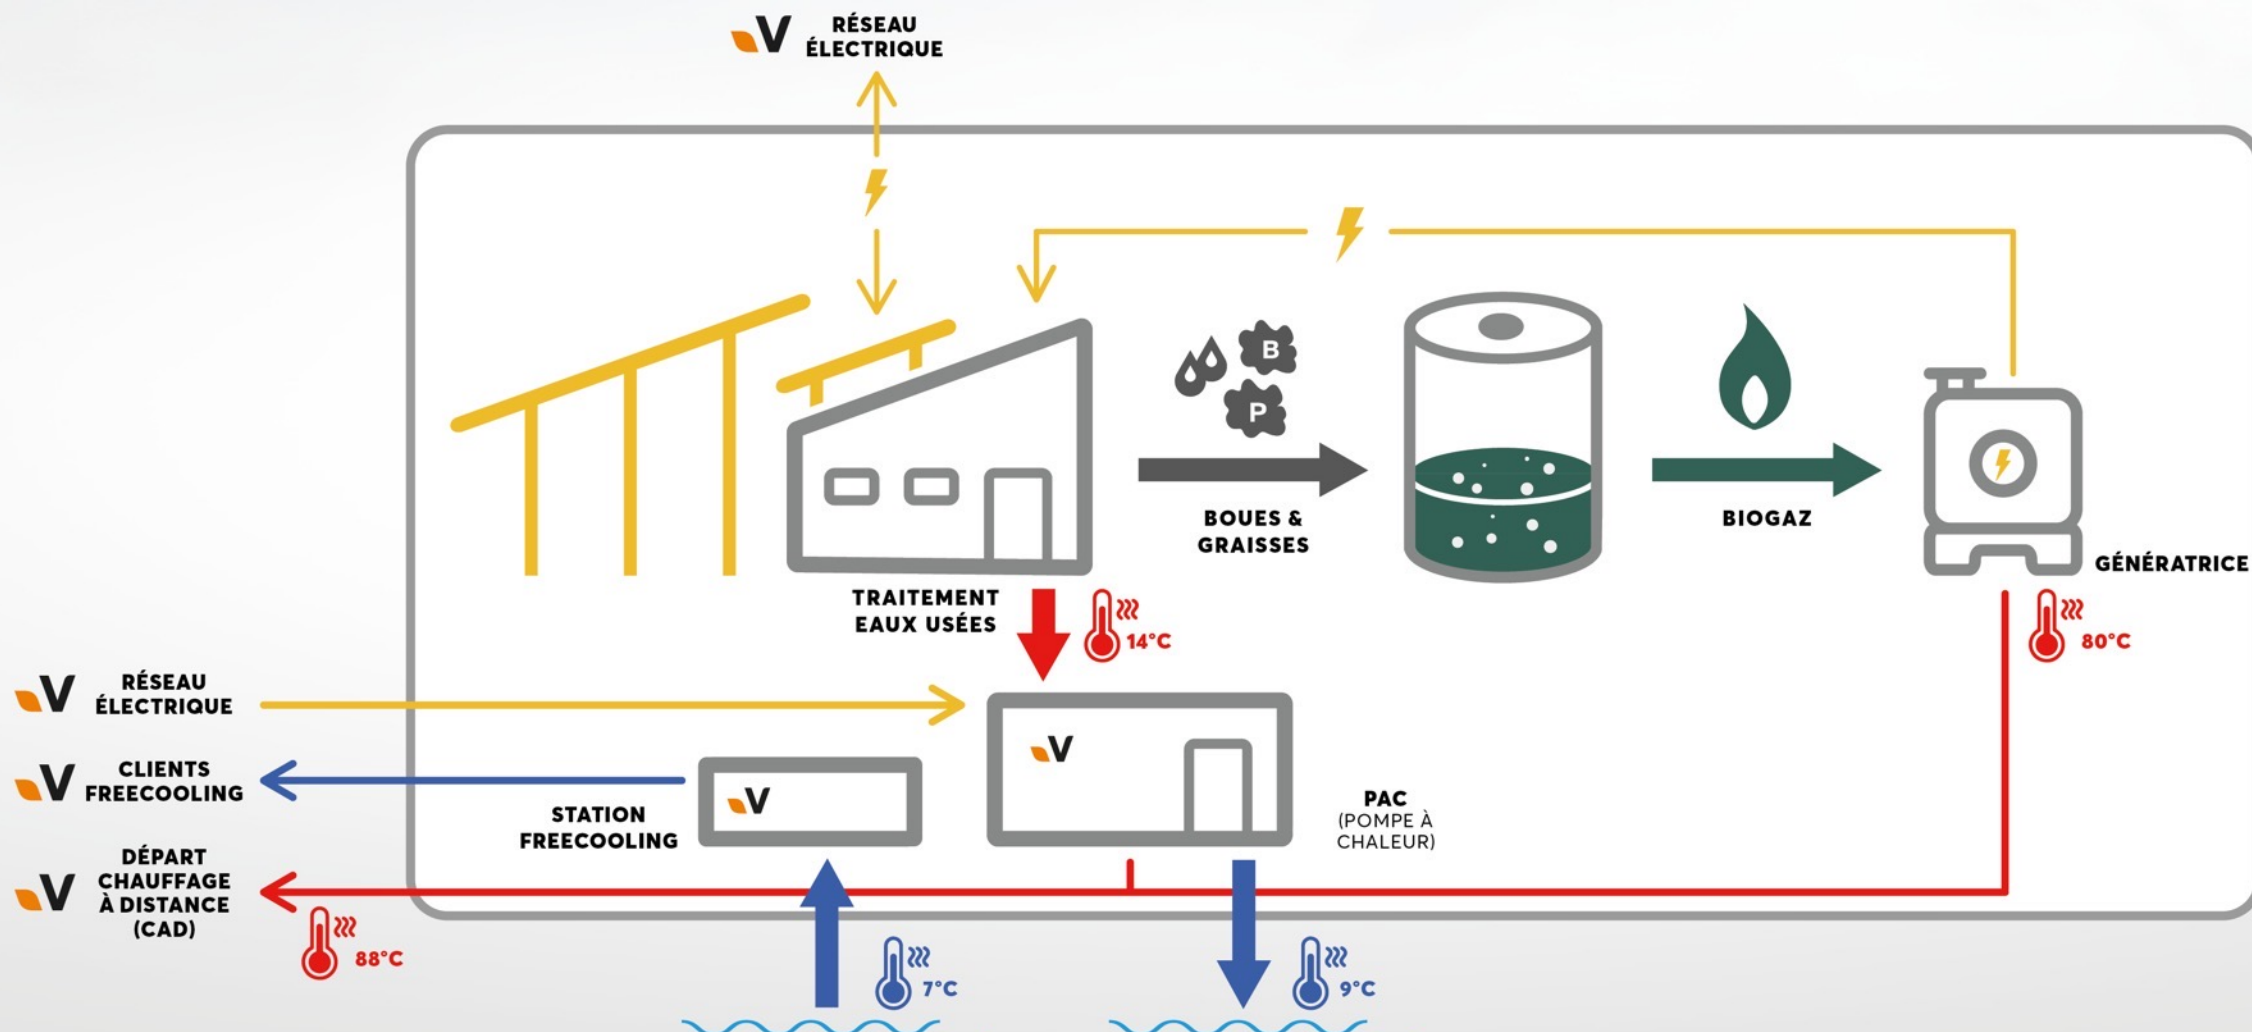 V RÉSEAU
ÉLECTRIQUE
B
P
BOUES &
GRAISSES
BIOGAZ
GÉNÉRATRICE
TRAITEMENT
EAUX USÉES
14°C
80°C
V RÉSEAU
ÉLECTRIQUE
V CLIENTS
FREECOOLING
STATION
FREECOOLING
V
V
PAC
(POMPE À
CHALEUR)
V DÉPART
CHAUFFAGE
À DISTANCE
(CAD)
88°C
7°C
9°C